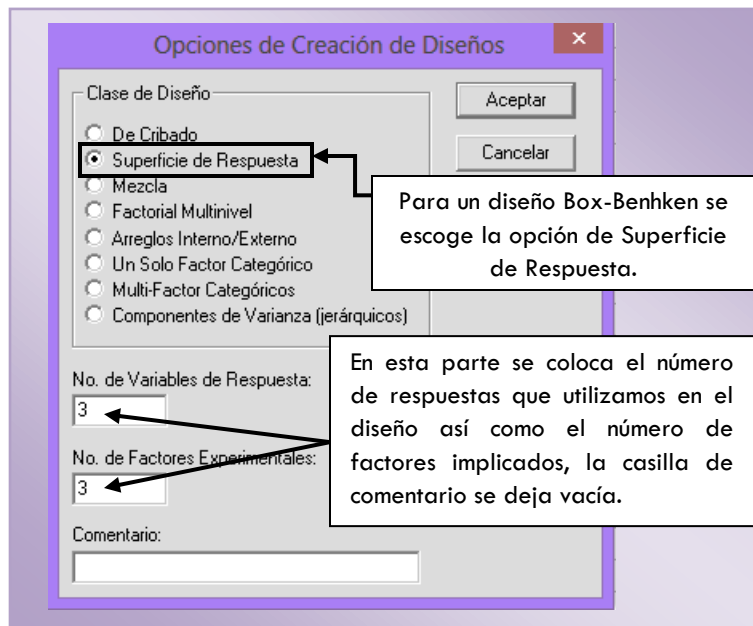 Opciones de Creación de Diseños
Clase de Diseño
De Cribado
Superficie de Respuesta
Mezcla
Factorial Multinivel
Arreglos Interno/Externo
Un Solo Factor Categórico
Multi-Factor Categóricos
Componentes de Varianza (jerárquicos)
Aceptar
Cancelar
Para un diseño Box-Benhken se
escoge la opción de Superficie
de Respuesta.
No. de Variables de Respuesta:
3
No. de Factores Experimentales:
3
Comentario:
En esta parte se coloca el número
de respuestas que utilizamos en el
diseño así como el número de
factores implicados, la casilla de
comentario se deja vacía.